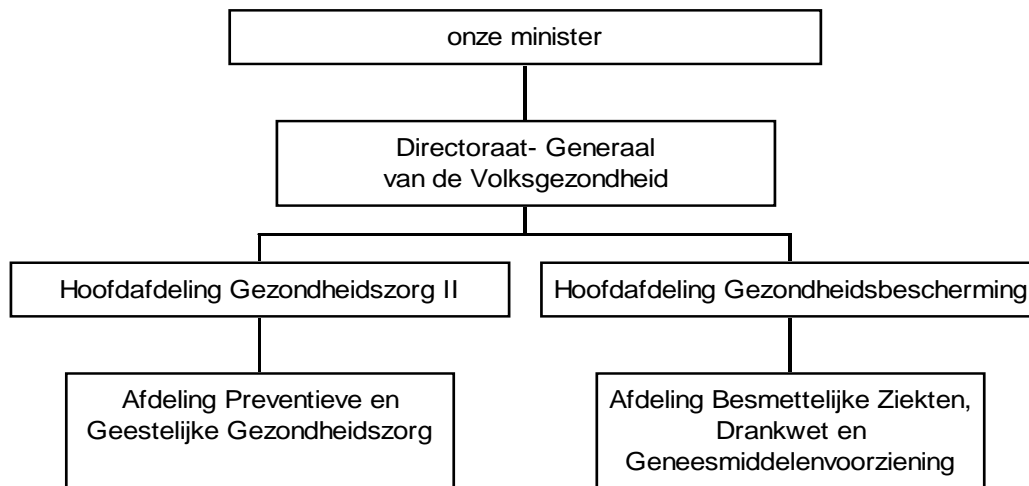 onze minister
Directoraat- Generaal
van de Volksgezondheid
Hoofdafdeling Gezondheidszorg II
Hoofdafdeling Gezondheidsbescherming
Afdeling Preventieve en
Geestelijke Gezondheidszorg
Afdeling Besmettelijke Ziekten,
Drankwet en
Geneesmiddelenvoorziening